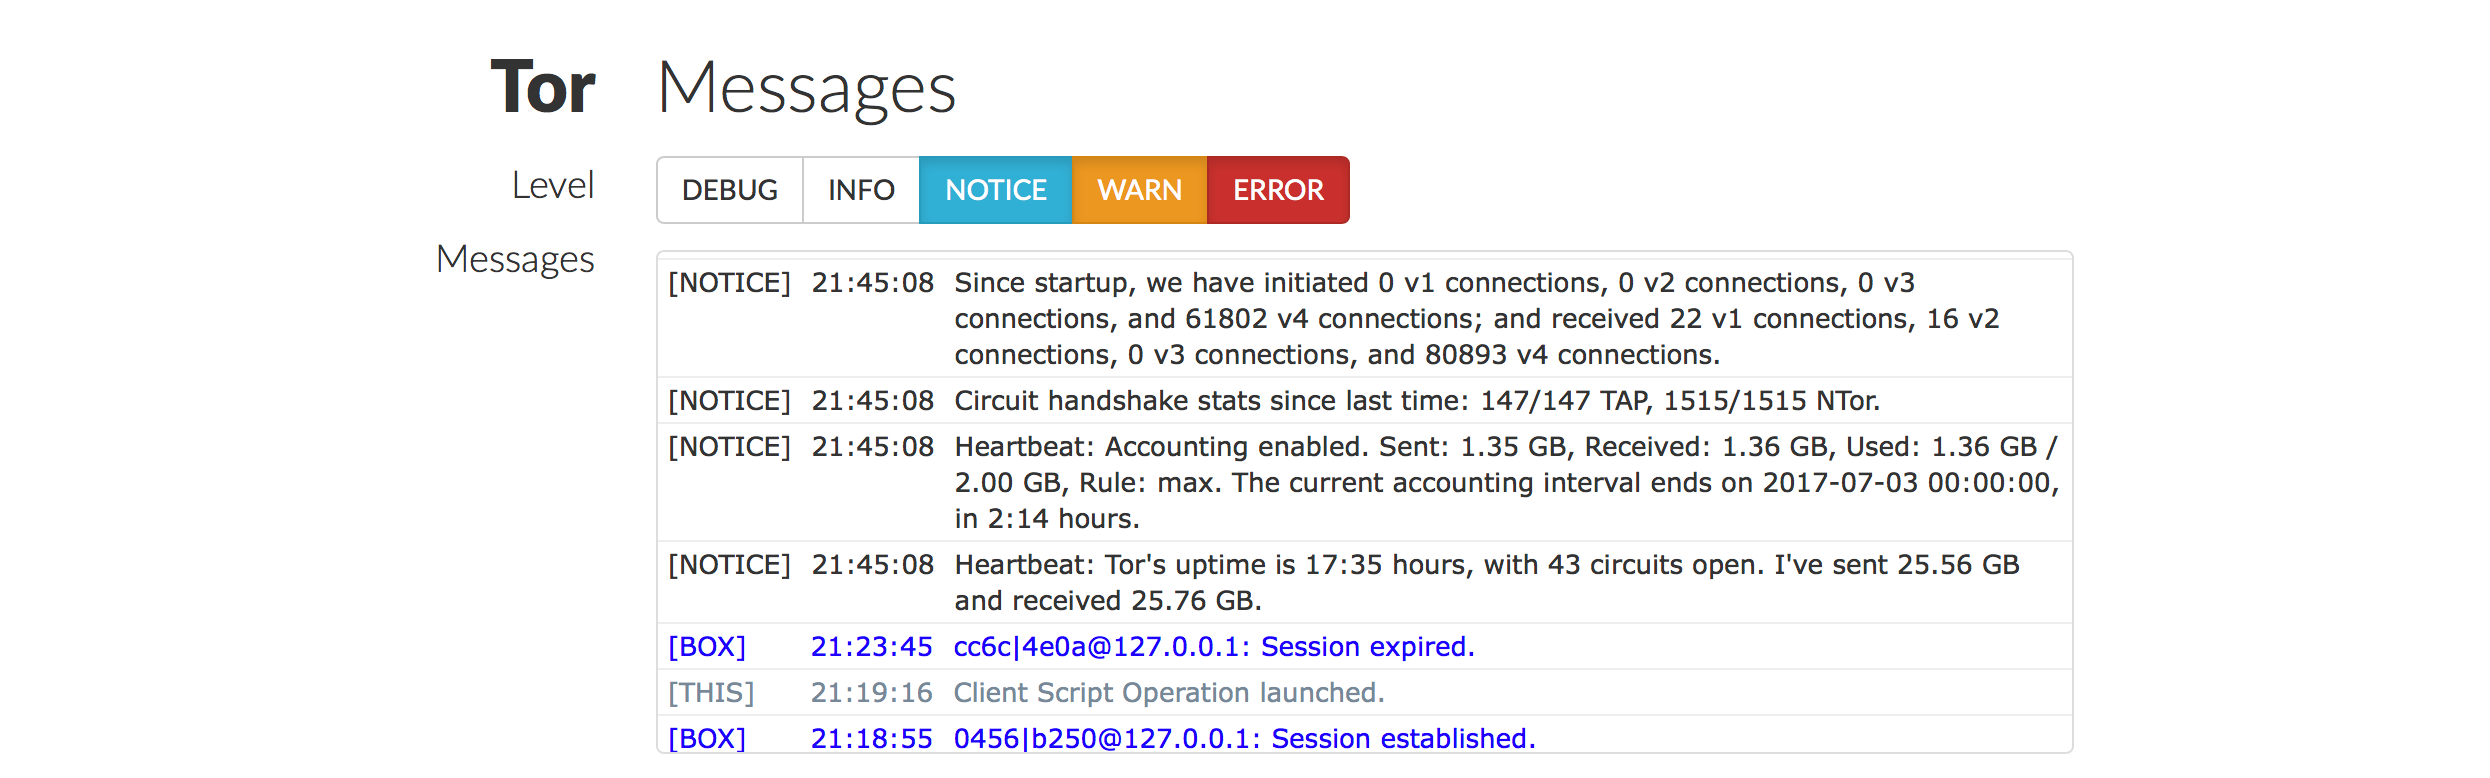 Tor Messages
Level DEBUG INFO NOTICE WARN ERROR
Messages
[NOTICE] 21:45:08 Since startup, we have initiated 0 v1 connections, 0 v2 connections, 0 v3
connections, and 61802 v4 connections; and received 22 v1 connections, 16 v2
connections, 0 v3 connections, and 80893 v4 connections.
[NOTICE] 21:45:08 Circuit handshake stats since last time: 147/147 TAP, 1515/1515 NTor.
[NOTICE] 21:45:08 Heartbeat: Accounting enabled. Sent: 1.35 GB, Received: 1.36 GB, Used: 1.36 GB /
2.00 GB, Rule: max. The current accounting interval ends on 2017-07-03 00:00:00,
in 2:14 hours.
[NOTICE] 21:45:08 Heartbeat: Tor's uptime is 17:35 hours, with 43 circuits open. I've sent 25.56 GB
and received 25.76 GB.
[BOX] 21:23:45 cc6c|4e0a@127.0.0.1: Session expired.
[THIS] 21:19:16 Client Script Operation launched.
[BOX] 21:18:55 0456|b250@127.0.0.1: Session established.